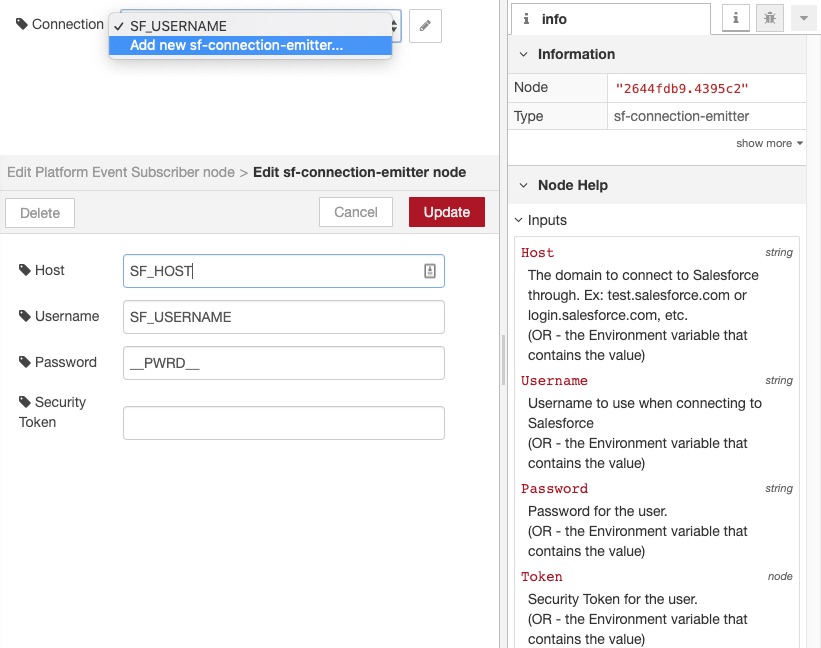 Connection
SF_USERNAME
Add new sf-connection-emitter...
Edit Platform Event Subscriber node > Edit sf-connection-emitter node
Delete
Cancel
Update
Host
SF_HOST
Username
SF_USERNAME
Password
__PWRD__
Security
Token
info
Information
Node
"2644fdb9.4395c2"
Type
sf-connection-emitter
show more
Node Help
Inputs
Host string
The domain to connect to Salesforce
through. Ex: test.salesforce.com or
login.salesforce.com, etc.
(OR - the Environment variable that
contains the value)
Username string
Username to use when connecting to
Salesforce
(OR - the Environment variable that
contains the value)
Password string
Password for the user.
(OR - the Environment variable that
contains the value)
Token node
Security Token for the user.
(OR - the Environment variable that
contains the value)